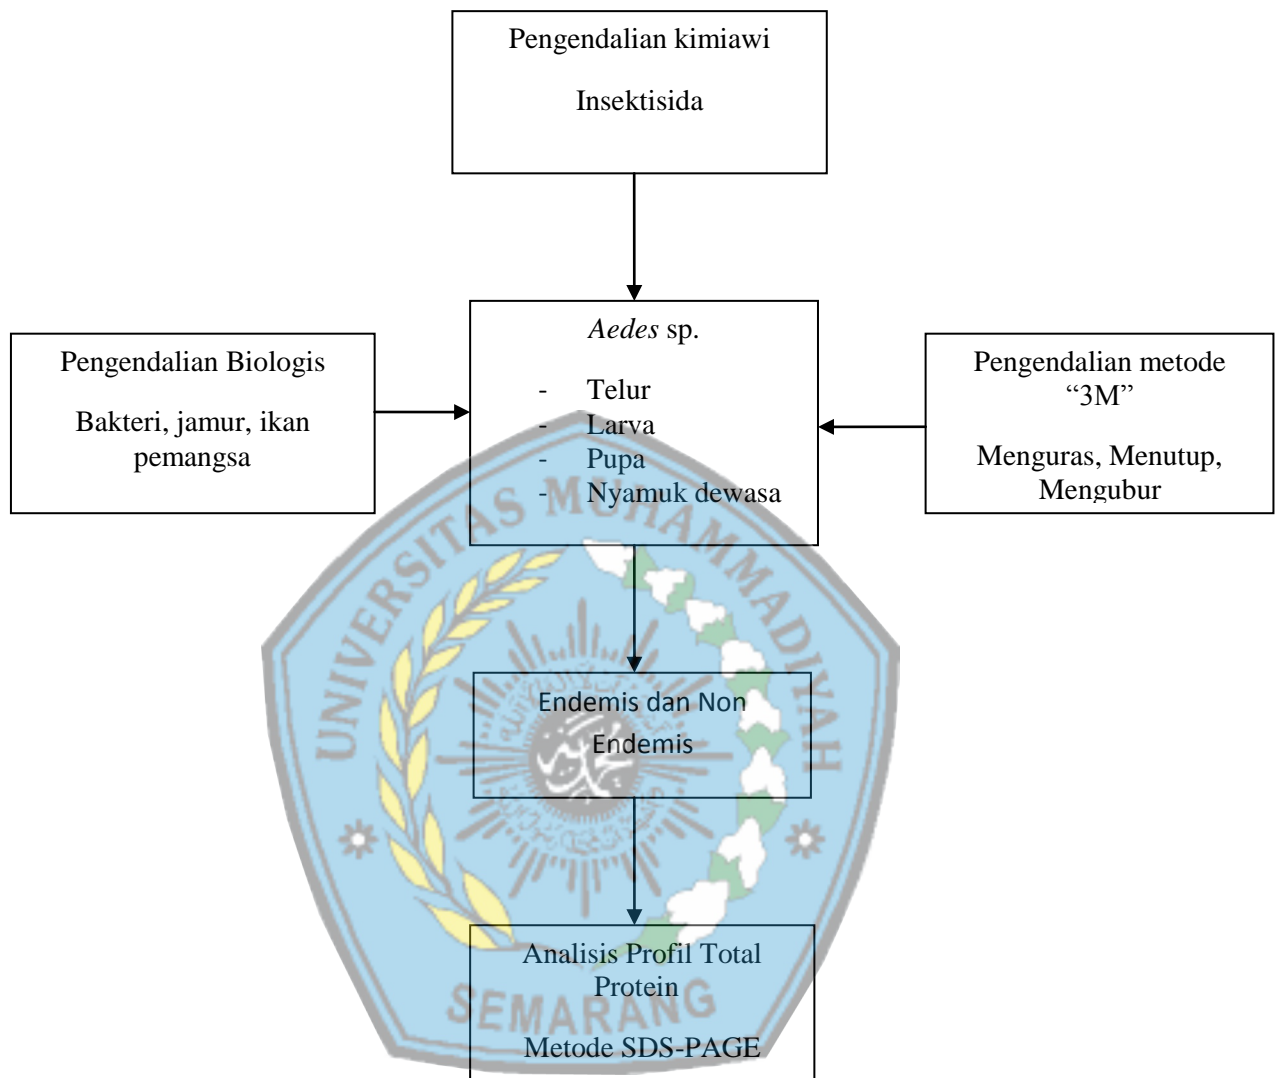 Pengendalian kimiawi
Insektisida
Aedes sp.
- Telur
- Larva
- Pupa
- Nyamuk dewasa
Pengendalian Biologis
Bakteri, jamur, ikan
pemangsa
Pengendalian metode
“3M”
Menguras, Menutup,
Mengubur
UNIVERSITAS MUHAMMADIYAH
Endemis dan Non
Endemis
Analisis Profil Total
Protein
SEMARANG
Metode SDS-PAGE